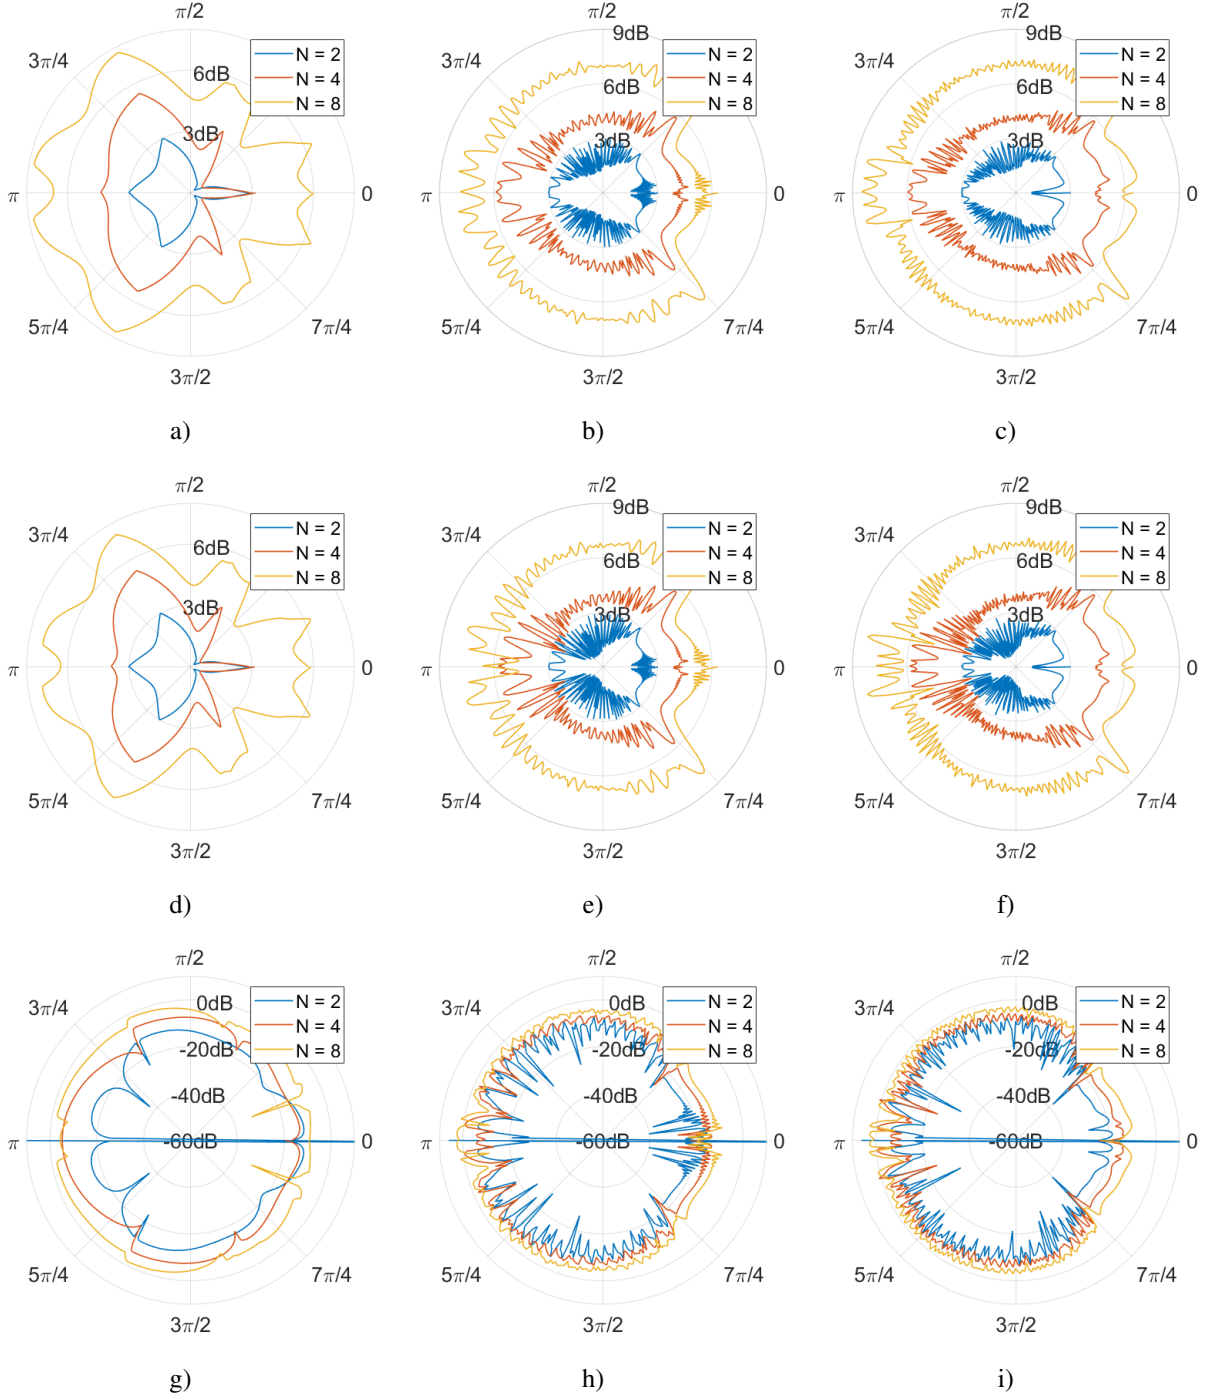 π/2 π/2 π/2
9dB 9dB
3π/4 N = 2 3π/4 N = 2 3π/4 N = 2
6dB N = 4 6dB N = 4 6dB N = 4
N = 8 N = 8 N = 8
3dB 3dB 3dB
π 0 π 0 π 0
5π/4 7π/4 5π/4 7π/4 5π/4 7π/4
3π/2 3π/2 3π/2
a) b) c)
π/2 π/2 π/2
9dB 9dB
3π/4 N = 2 3π/4 N = 2 3π/4 N = 2
6dB N = 4 6dB N = 4 6dB N = 4
N = 8 N = 8 N = 8
3dB 3dB 3dB
π 0 π 0 π 0
5π/4 7π/4 5π/4 7π/4 5π/4 7π/4
3π/2 3π/2 3π/2
d) e) f)
π/2 π/2 π/2
3π/4 0dB N = 2 3π/4 0dB N = 2 3π/4 0dB N = 2
N = 4 N = 4 N = 4
-20dB N = 8 -20dB N = 8 -20dB N = 8
-40dB -40dB -40dB
π -60dB 0 π -60dB 0 π -60dB 0
5π/4 7π/4 5π/4 7π/4 5π/4 7π/4
3π/2 3π/2 3π/2
g) h) i)